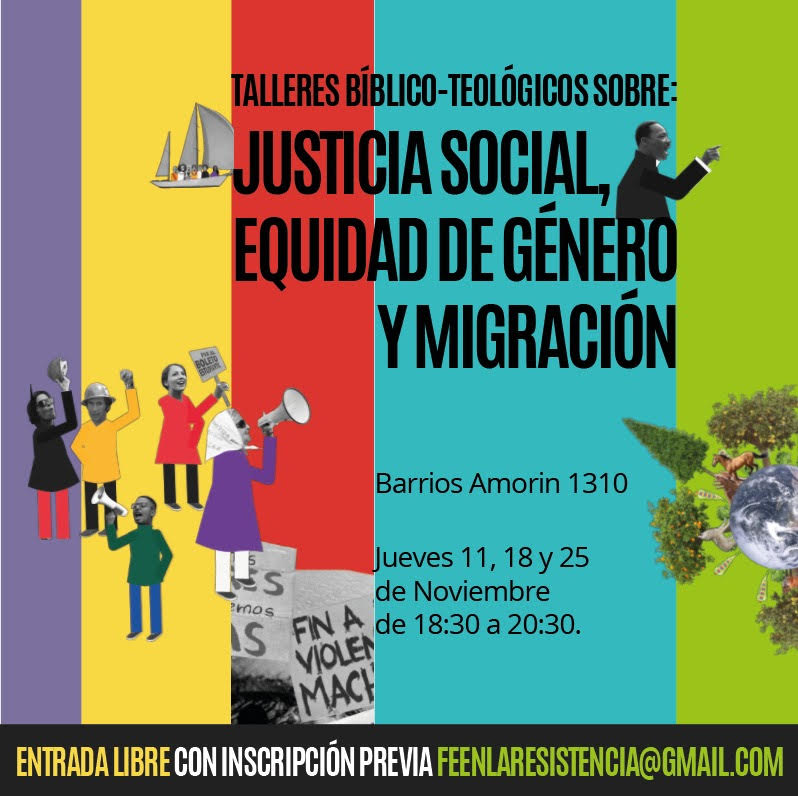 TALLERES BÍBLICO-TEOLÓGICOS SOBRE:
JUSTICIA SOCIAL,
EQUIDAD DE GÉNERO
Y MIGRACIÓN
BOLETO
Barrios Amorin 1310
Jueves 11, 18 y 25
de Noviembre
de 18:30 a 20:30.
FIN A
VIOLEN
MACH
ENTRADA LIBRE CON INSCRIPCIÓN PREVIA FEENLARESISTENCIA@GMAIL.COM